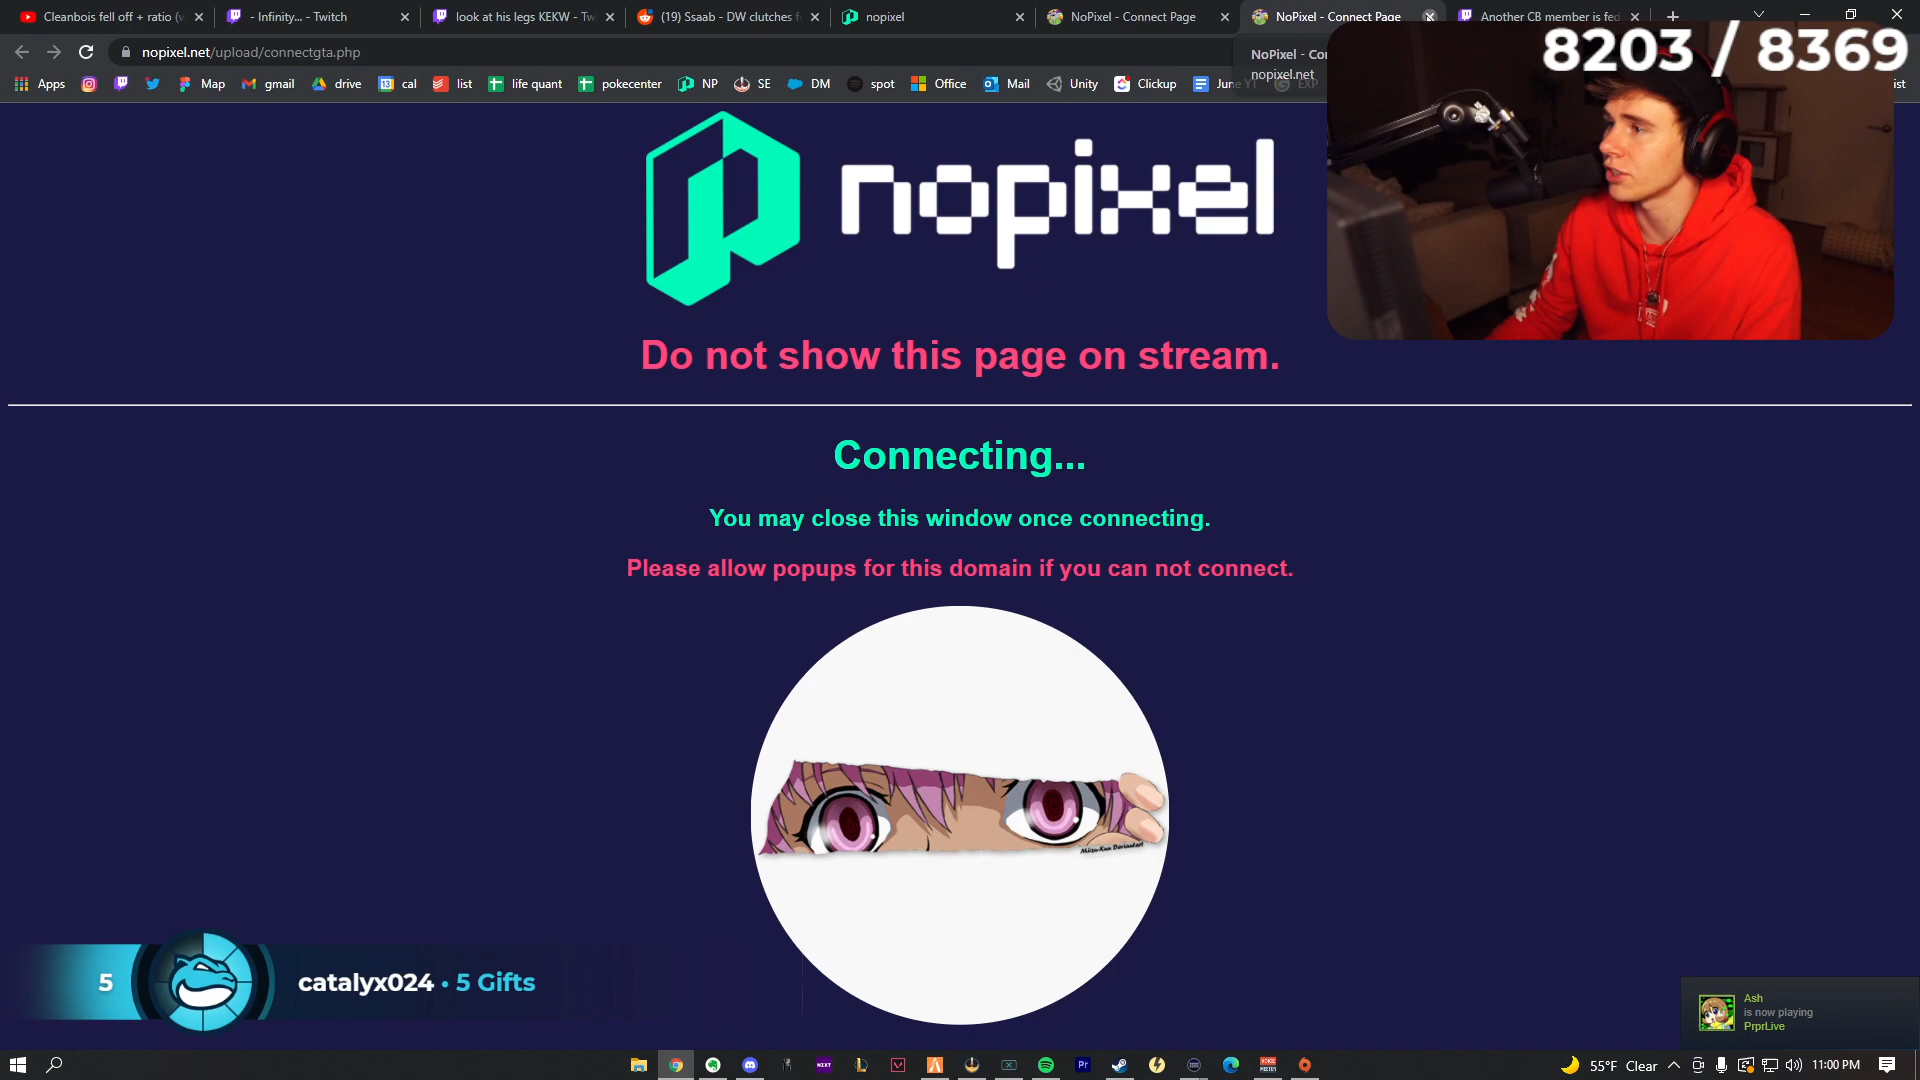 Cleanbois fell off + ratio (v
- Infinity... - Twitch
look at his legs KEKW - Tw
(19) Ssaab - DW clutches f
nopixel
NoPixel - Connect Page
NoPixel - Connect Page
Another CB member is fed
nopixel.net/upload/connectgta.php
NoPixel - Con
nopixel.net
8203 / 8369
Apps
Map
gmail
drive
cal
list
life quant
pokecenter
NP
SE
DM
spot
Office
Mail
Unity
Clickup
June Y1
EXP
ist
nopixel
Do not show this page on stream.
Connecting...
You may close this window once connecting.
Please allow popups for this domain if you can not connect.
5
catalyx024 • 5 Gifts
Ash
is now playing
PrprLive
55°F Clear
11:00 PM